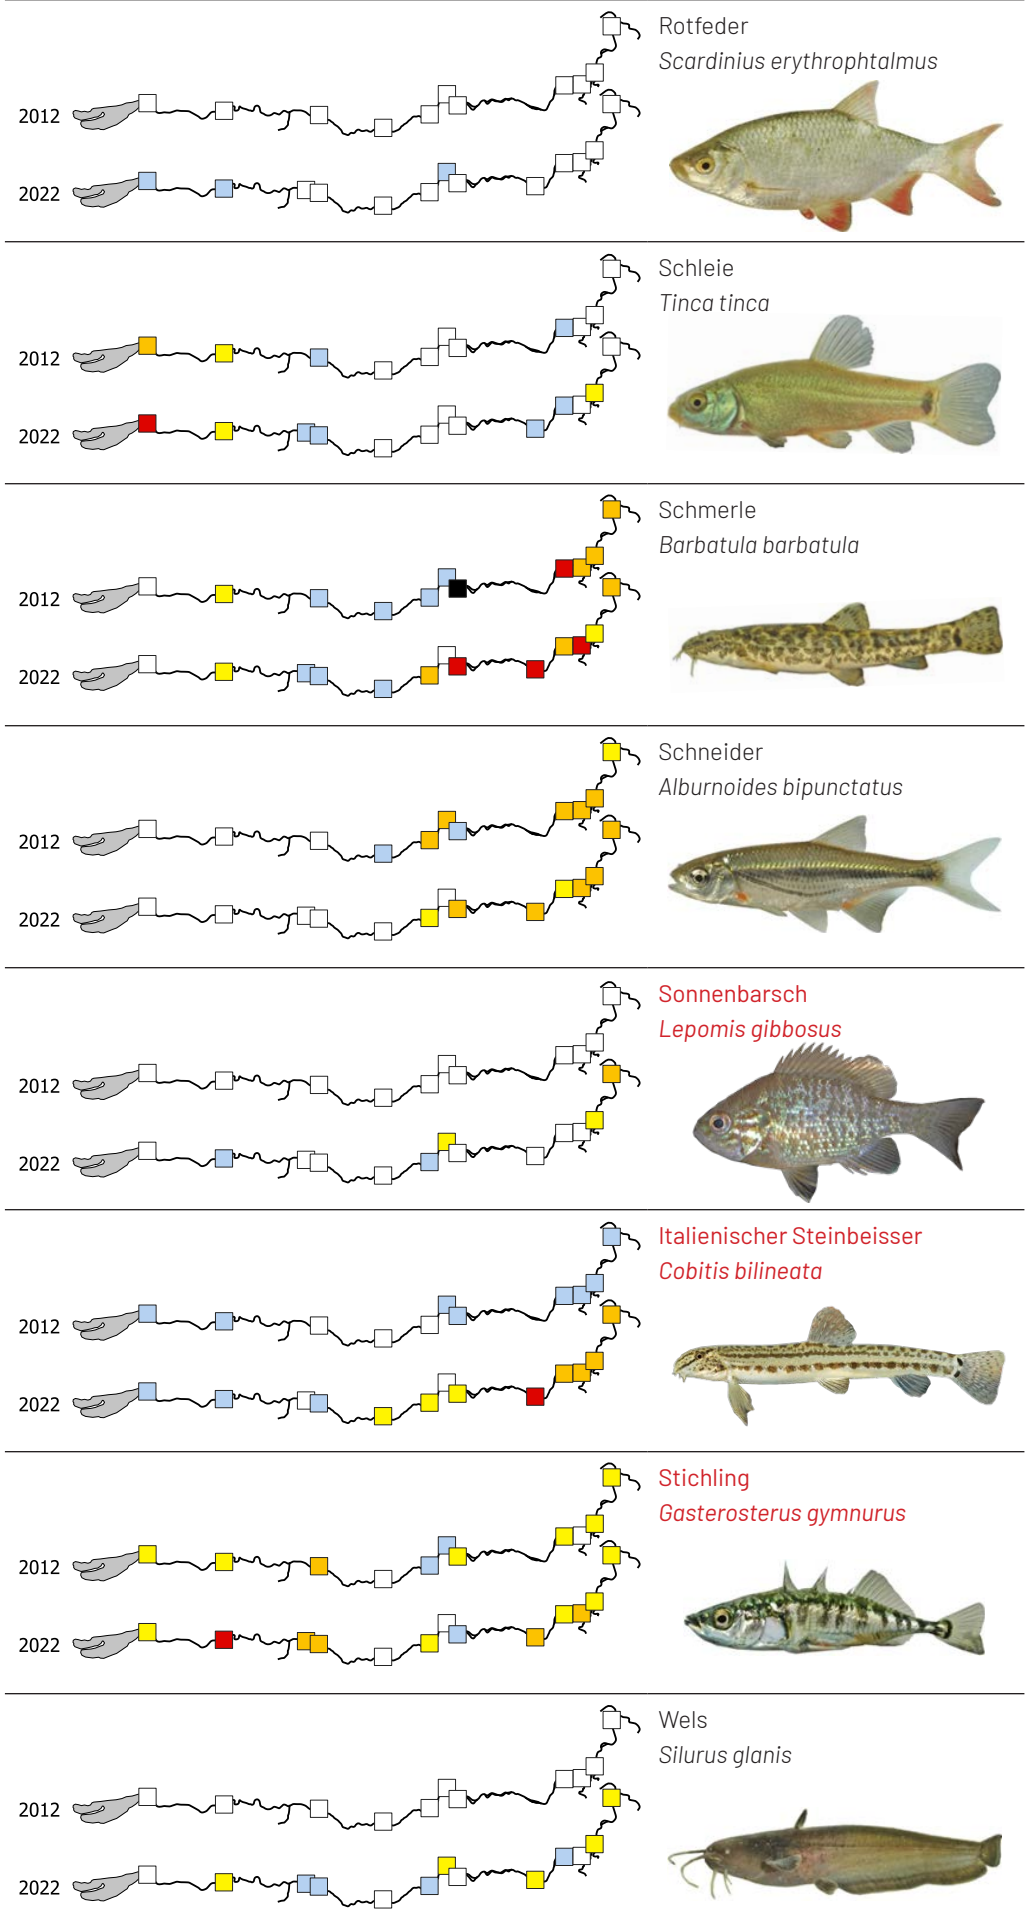 Rotfeder
Scardinius erythrophtalmus
2012
2022
Schleie
Tinca tinca
2012
2022
Schmerle
Barbatula barbatula
2012
2022
Schneider
Alburnoides bipunctatus
2012
2022
Sonnenbarsch
Lepomis gibbosus
2012
2022
Italienischer Steinbeisser
Cobitis bilineata
2012
2022
Stichling
Gasterosterus gymnurus
2012
2022
Wels
Silurus glanis
2012
2022